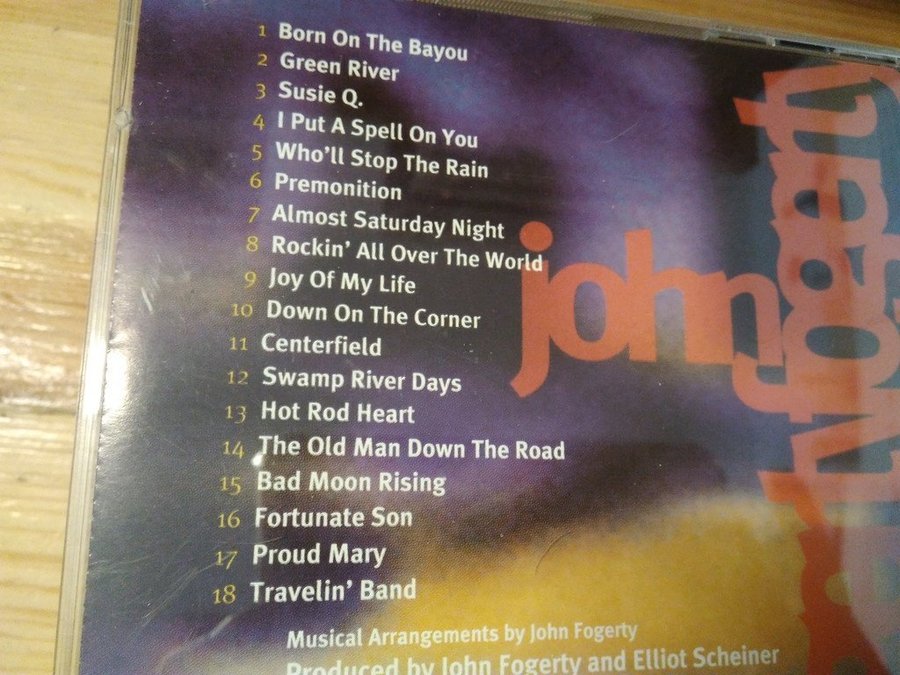 1 Born On The Bayou
2 Green River
3 Susie Q.
4 I Put A Spell On You
5 Who'll Stop The Rain
6 Premonition
7 Almost Saturday Night
8 Rockin' All Over The World
9 Joy Of My Life
10 Down On The Corner
11 Centerfield
12 Swamp River Days
13 Hot Rod Heart
14 The Old Man Down The Road
15 Bad Moon Rising
16 Fortunate Son
17 Proud Mary
18 Travelin' Band
Musical Arrangements by John Fogerty
Produced by John Fogerty and Elliot Scheiner
john
fogerty